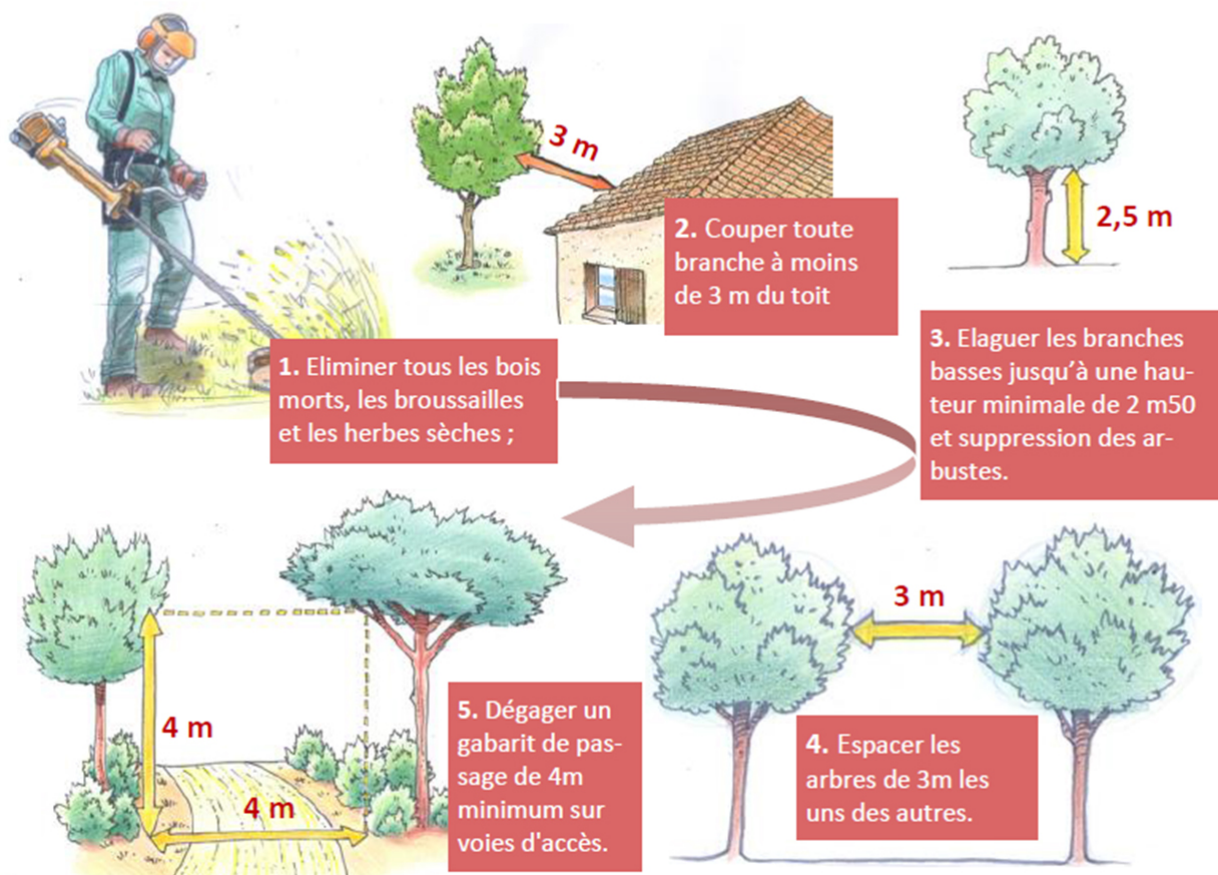 1. Eliminer tous les bois
morts, les broussailles
et les herbes sèches ;
3 m
2. Couper toute
branche à moins
de 3 m du toit
2,5 m
3. Elaguer les branches
basses jusqu'à une hau-
teur minimale de 2 m50
et suppression des ar-
bustes.
3 m
4. Espacer les
arbres de 3m les
uns des autres.
4 m
4 m
5. Dégager un
gabarit de pas-
sage de 4m
minimum sur
voies d'accès.